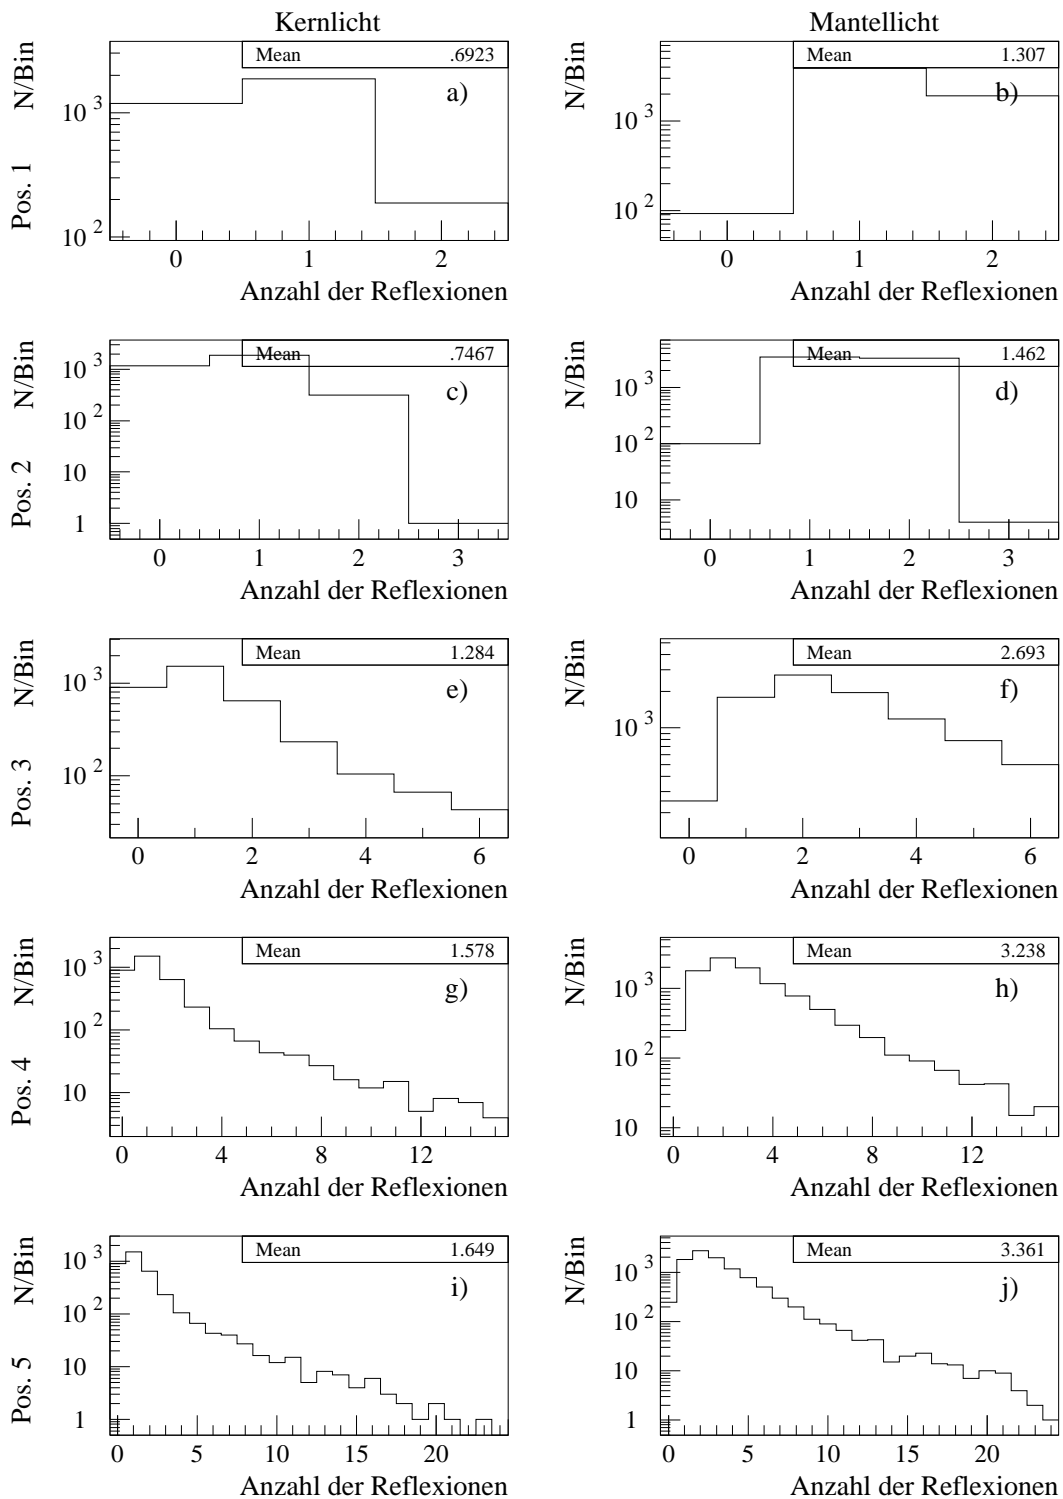 Kernlicht Mantellicht
Pos. 1 N/Bin Mean .6923 a) 10 3 10 2 0 1 2 Anzahl der Reflexionen
N/Bin Mean 1.307 b) 10 3 10 2 0 1 2 Anzahl der Reflexionen
Pos. 2 N/Bin Mean .7467 c) 10 3 10 2 10 1 0 1 2 3 Anzahl der Reflexionen
N/Bin Mean 1.462 d) 10 3 10 2 10 0 1 2 3 Anzahl der Reflexionen
Pos. 3 N/Bin Mean 1.284 e) 10 3 10 2 0 2 4 6 Anzahl der Reflexionen
N/Bin Mean 2.693 f) 10 3 0 2 4 6 Anzahl der Reflexionen
Pos. 4 N/Bin Mean 1.578 g) 10 3 10 2 10 0 4 8 12 Anzahl der Reflexionen
N/Bin Mean 3.238 h) 10 3 10 2 10 0 4 8 12 Anzahl der Reflexionen
Pos. 5 N/Bin Mean 1.649 i) 10 3 10 2 10 1 0 5 10 15 20 Anzahl der Reflexionen
N/Bin Mean 3.361 j) 10 3 10 2 10 1 0 5 10 15 20 Anzahl der Reflexionen